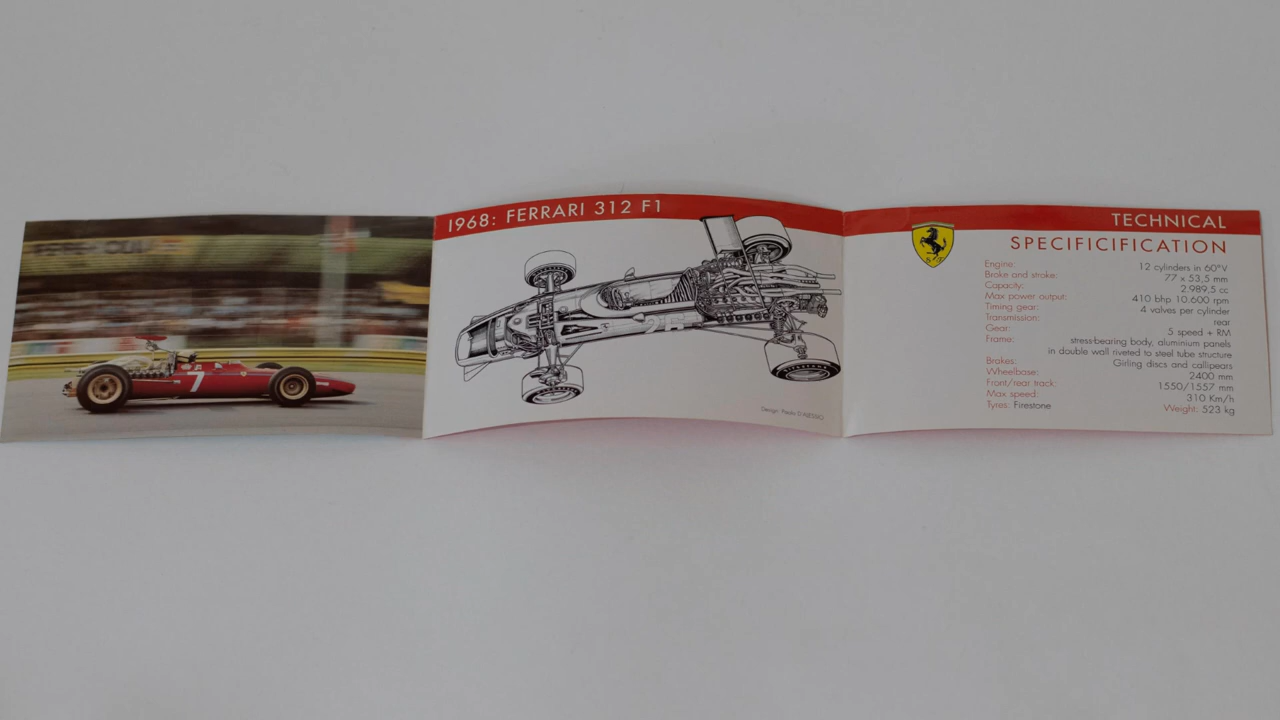 7
1968: FERRARI 312 F1
Design: Paolo D'ALESSIO
TECHNICAL
SPECIFICIFICATION
Engine: 12 cylinders in 60°V
Brake and stroke: 77 x 53,5 mm
Capacity: 2.989,5 cc
Max power output: 410 bhp 10.600 rpm
Timing gear: 4 valves per cylinder
Transmission: rear
Gear: 5 speed + RM
Frame: stress-bearing body, aluminium panels
in double wall riveted to steel tube structure
Brakes: Girling discs and callipears
Wheelbase: 2400 mm
Front/rear track: 1550/1557 mm
Max speed: 310 Km/h
Tyres: Firestone Weight: 523 kg